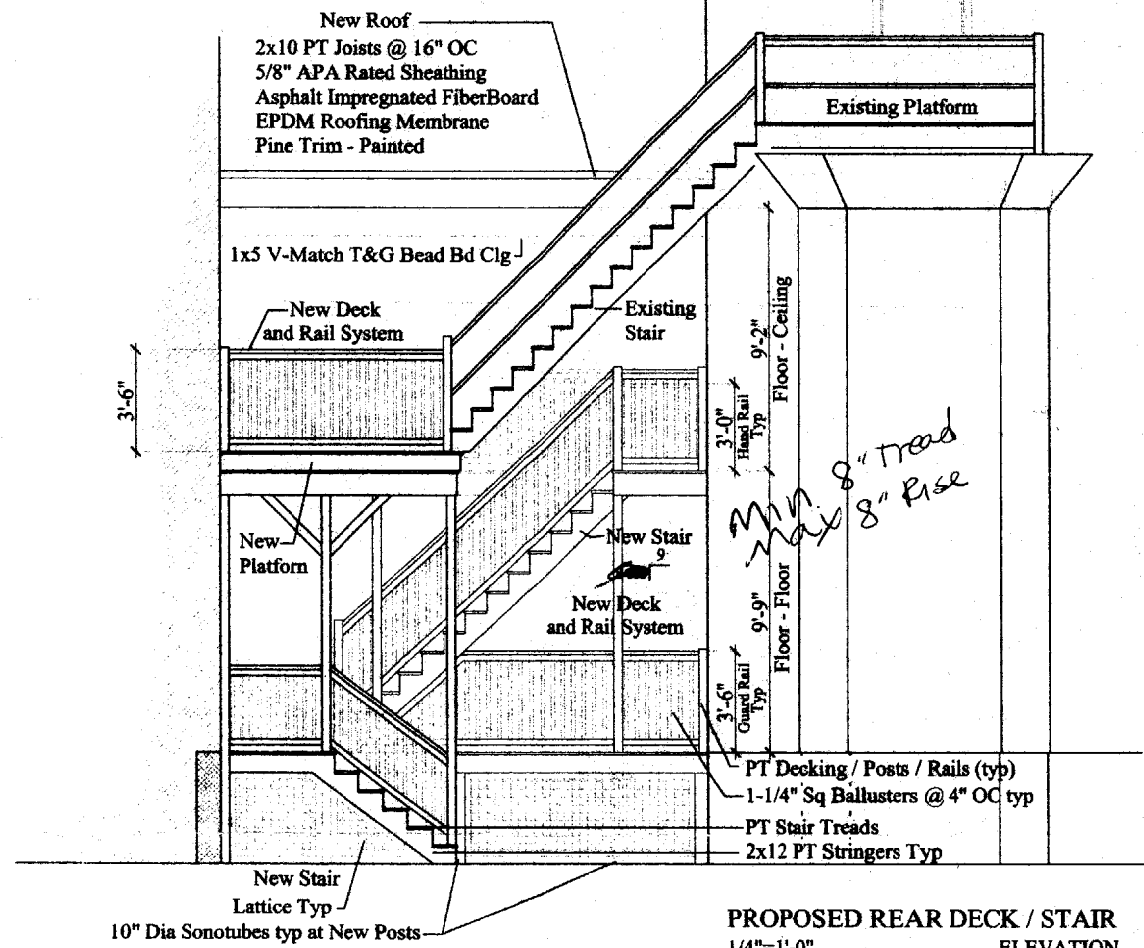 New Roof
2x10 PT Joists @ 16" OC
5/8" APA Rated Sheathing
Asphalt Impregnated FiberBoard
EPDM Roofing Membrane
Pine Trim - Painted
Existing Platform
1x5 V-Match T&G Bead Bd Clg
New Deck
and Rail System
Existing
Stair
3'-6"
9'-2"
Floor - Ceiling
3'-0"
Hand Rail
Typ
Min. 8" Tread
Max 8" Rise
New
Platforn
New Stair
9
New Deck
and Rail System
9'-9"
Floor - Floor
3'-6"
Guard Rail
Typ
PT Decking / Posts / Rails (typ)
1-1/4" Sq Ballusters @ 4" OC typ
PT Stair Treads
2x12 PT Stringers Typ
New Stair
Lattice Typ
10" Dia Sonotubes typ at New Posts
PROPOSED REAR DECK / STAIR
1/4"=1'-0" ELEVATION